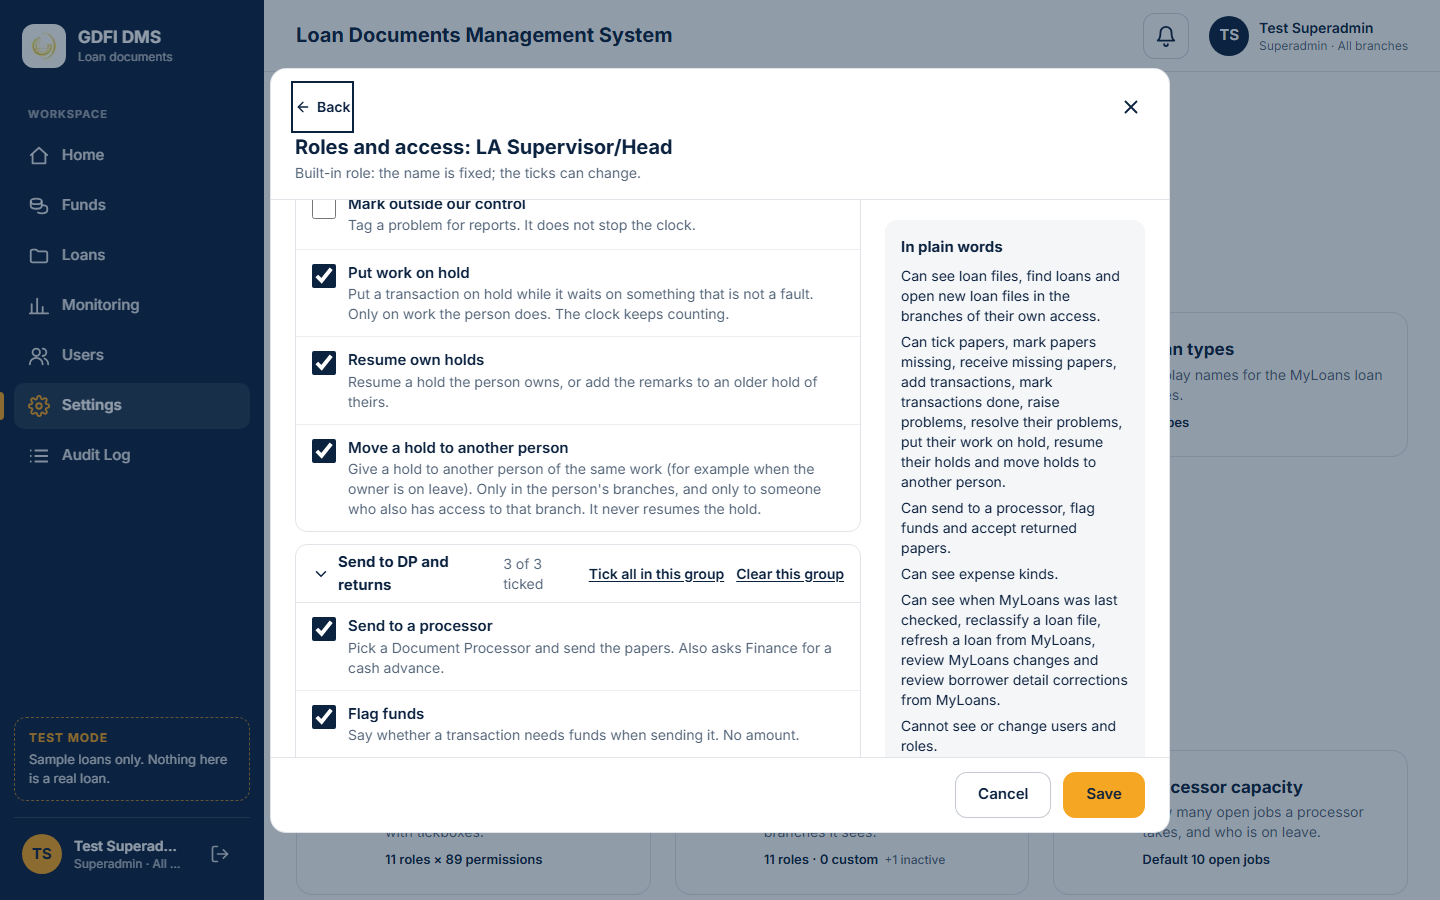 GDFI DMS
Loan documents
WORKSPACE
Home
Funds
Loans
Monitoring
Users
Settings
Audit Log
TEST MODE
Sample loans only. Nothing here
is a real loan.
TS
Test Superad...
Superadmin · All ...
Loan Documents Management System
TS
Test Superadmin
Superadmin · All branches
Back
Roles and access: LA Supervisor/Head
Built-in role: the name is fixed; the ticks can change.
Mark outside our control
Tag a problem for reports. It does not stop the clock.
Put work on hold
Put a transaction on hold while it waits on something that is not a fault.
Only on work the person does. The clock keeps counting.
Resume own holds
Resume a hold the person owns, or add the remarks to an older hold of
theirs.
Move a hold to another person
Give a hold to another person of the same work (for example when the
owner is on leave). Only in the person's branches, and only to someone
who also has access to that branch. It never resumes the hold.
Send to DP and
returns
3 of 3
ticked
Tick all in this group
Clear this group
Send to a processor
Pick a Document Processor and send the papers. Also asks Finance for a
cash advance.
Flag funds
Say whether a transaction needs funds when sending it. No amount.
In plain words
Can see loan files, find loans and
open new loan files in the
branches of their own access.
Can tick papers, mark papers
missing, receive missing papers,
add transactions, mark
transactions done, raise
problems, resolve their problems,
put their work on hold, resume
their holds and move holds to
another person.
Can send to a processor, flag
funds and accept returned
papers.
Can see expense kinds.
Can see when MyLoans was last
checked, reclassify a loan file,
refresh a loan from MyLoans,
review MyLoans changes and
review borrower detail corrections
from MyLoans.
Cannot see or change users and
roles.
Cancel
Save
n types
lay names for the MyLoans loan
s.
pes
with tickboxes.
11 roles × 89 permissions
branches it sees.
11 roles · 0 custom +1 inactive
cessor capacity
many open jobs a processor
takes, and who is on leave.
Default 10 open jobs